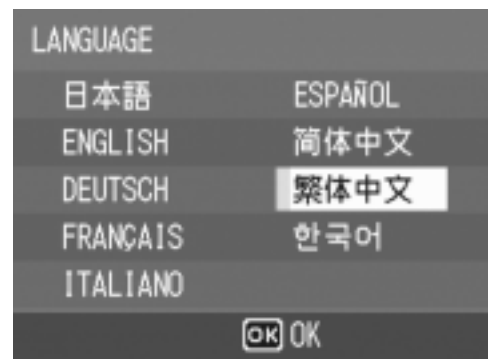 LANGUAGE
日本語 ESPAÑOL
ENGLISH 简体中文
DEUTSCH 繁体中文
FRANÇAIS 한국어
ITALIANO
OK OK